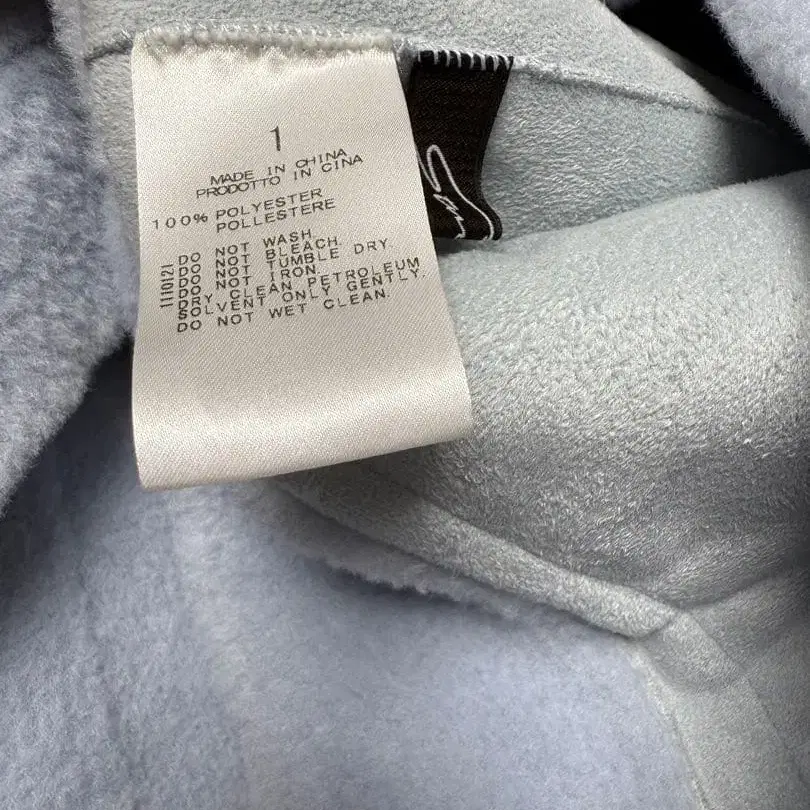 1
MADE IN CHINA
PRODOTTO IN CINA
100% POLYESTER
POLLESTERE
1110121
DO NOT WASH.
DO NOT BLEACH.
DO NOT TUMBLE DRY.
DO NOT IRON.
DRY CLEAN PETROLEUM
SOLVENT ONLY GENTLY.
DO NOT WET CLEAN.